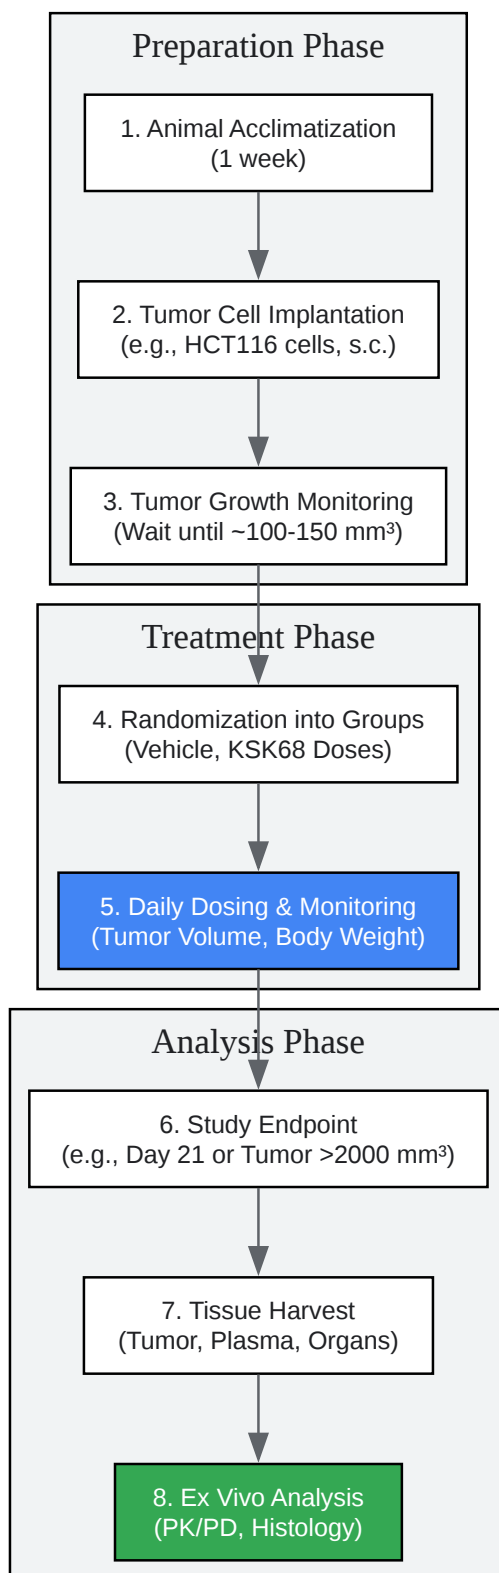 Preparation Phase
1. Animal Acclimatization
(1 week)
2. Tumor Cell Implantation
(e.g., HCT116 cells, s.c.)
3. Tumor Growth Monitoring
(Wait until ~100-150 mm³)
Treatment Phase
4. Randomization into Groups
(Vehicle, KSK68 Doses)
5. Daily Dosing & Monitoring
(Tumor Volume, Body Weight)
Analysis Phase
6. Study Endpoint
(e.g., Day 21 or Tumor >2000 mm³)
7. Tissue Harvest
(Tumor, Plasma, Organs)
8. Ex Vivo Analysis
(PK/PD, Histology)